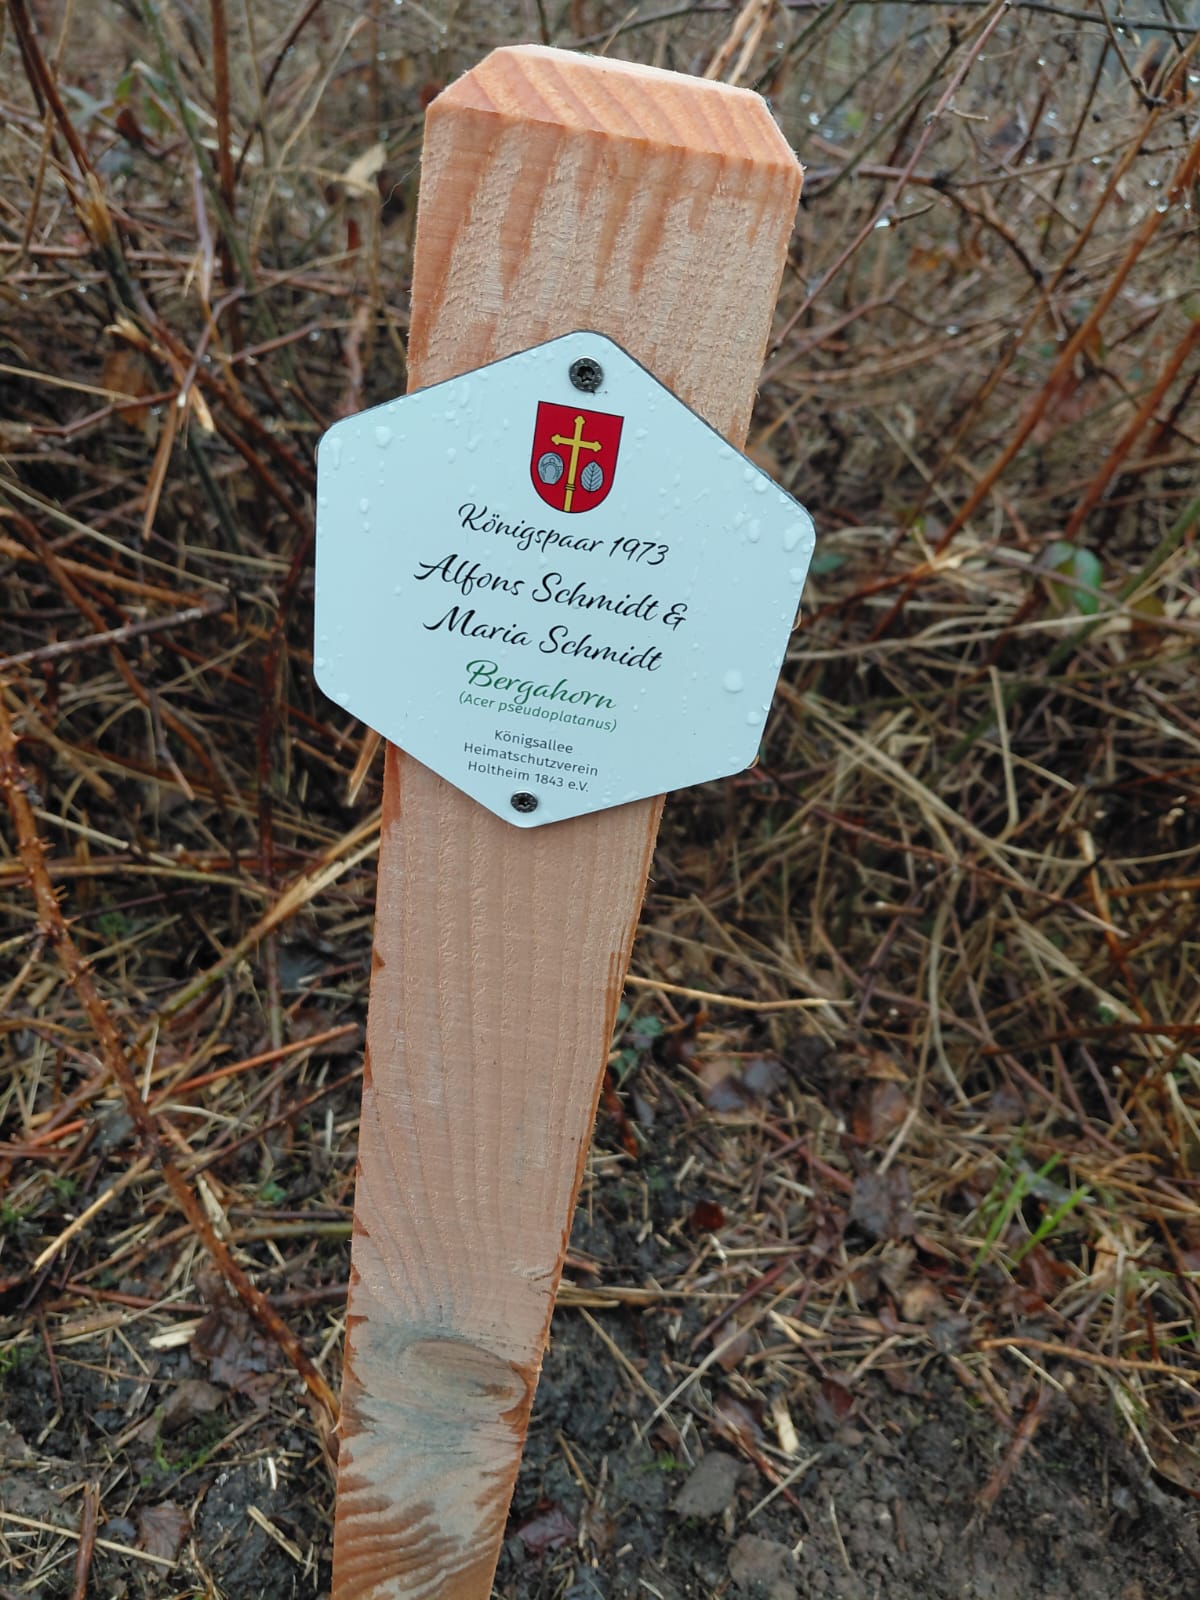 Königspaar 1973
Alfons Schmidt &
Maria Schmidt
Bergahorn
(Acer pseudoplatanus)
Königsallee
Heimatschutzverein
Holtheim 1843 e.V.